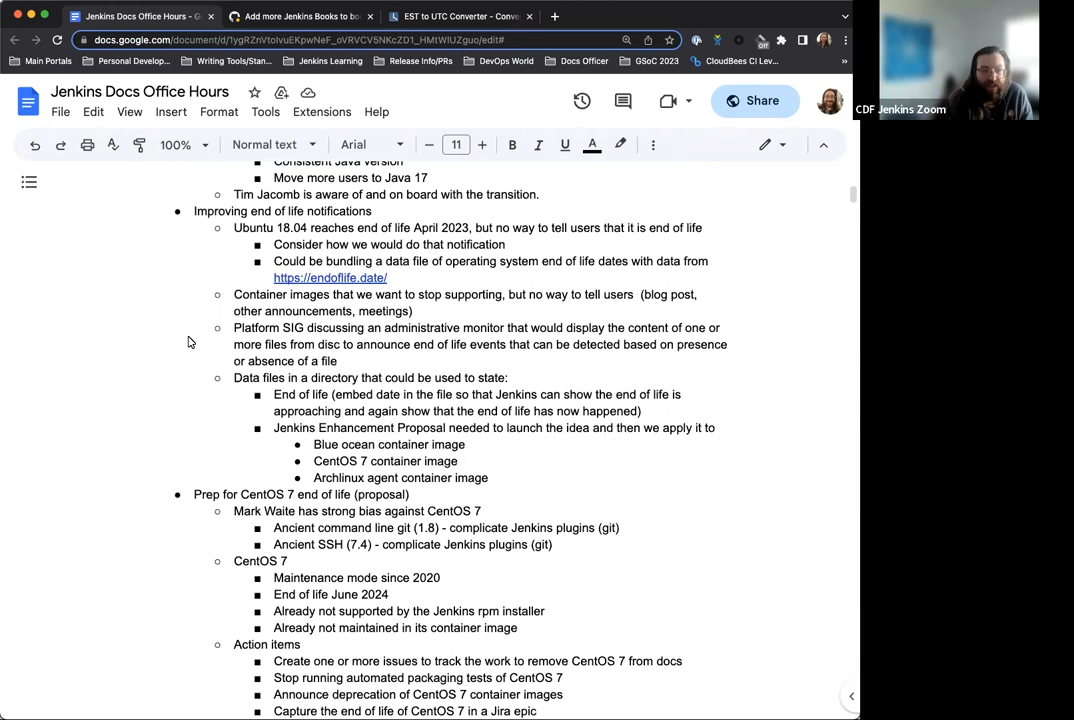 Jenkins Docs Office Hours - G
Add more Jenkins Books to bo
EST to UTC Converter - Conve
docs.google.com/document/d/1ygRZnVtoIvuEKpwNeF_oVRVCV5NKcZD1_HMtWlUZguo/edit#
Main Portals
Personal Develop...
Writing Tools/Stan...
Jenkins Learning
Release Info/PRs
DevOps World
Docs Officer
GSoC 2023
CloudBees CI Lev...
Off
CDF Jenkins Zoom
Jenkins Docs Office Hours
File Edit View Insert Format Tools Extensions Help
Share
100% Normal text Arial 11 B I U A
Consistent Java version
Move more users to Java 17
Tim Jacomb is aware of and on board with the transition.
Improving end of life notifications
Ubuntu 18.04 reaches end of life April 2023, but no way to tell users that it is end of life
Consider how we would do that notification
Could be bundling a data file of operating system end of life dates with data from
https://endoflife.date/
Container images that we want to stop supporting, but no way to tell users (blog post,
other announcements, meetings)
Platform SIG discussing an administrative monitor that would display the content of one or
more files from disc to announce end of life events that can be detected based on presence
or absence of a file
Data files in a directory that could be used to state:
End of life (embed date in the file so that Jenkins can show the end of life is
approaching and again show that the end of life has now happened)
Jenkins Enhancement Proposal needed to launch the idea and then we apply it to
Blue ocean container image
CentOS 7 container image
Archlinux agent container image
Prep for CentOS 7 end of life (proposal)
Mark Waite has strong bias against CentOS 7
Ancient command line git (1.8) - complicate Jenkins plugins (git)
Ancient SSH (7.4) - complicate Jenkins plugins (git)
CentOS 7
Maintenance mode since 2020
End of life June 2024
Already not supported by the Jenkins rpm installer
Already not maintained in its container image
Action items
Create one or more issues to track the work to remove CentOS 7 from docs
Stop running automated packaging tests of CentOS 7
Announce deprecation of CentOS 7 container images
Capture the end of life of CentOS 7 in a Jira epic